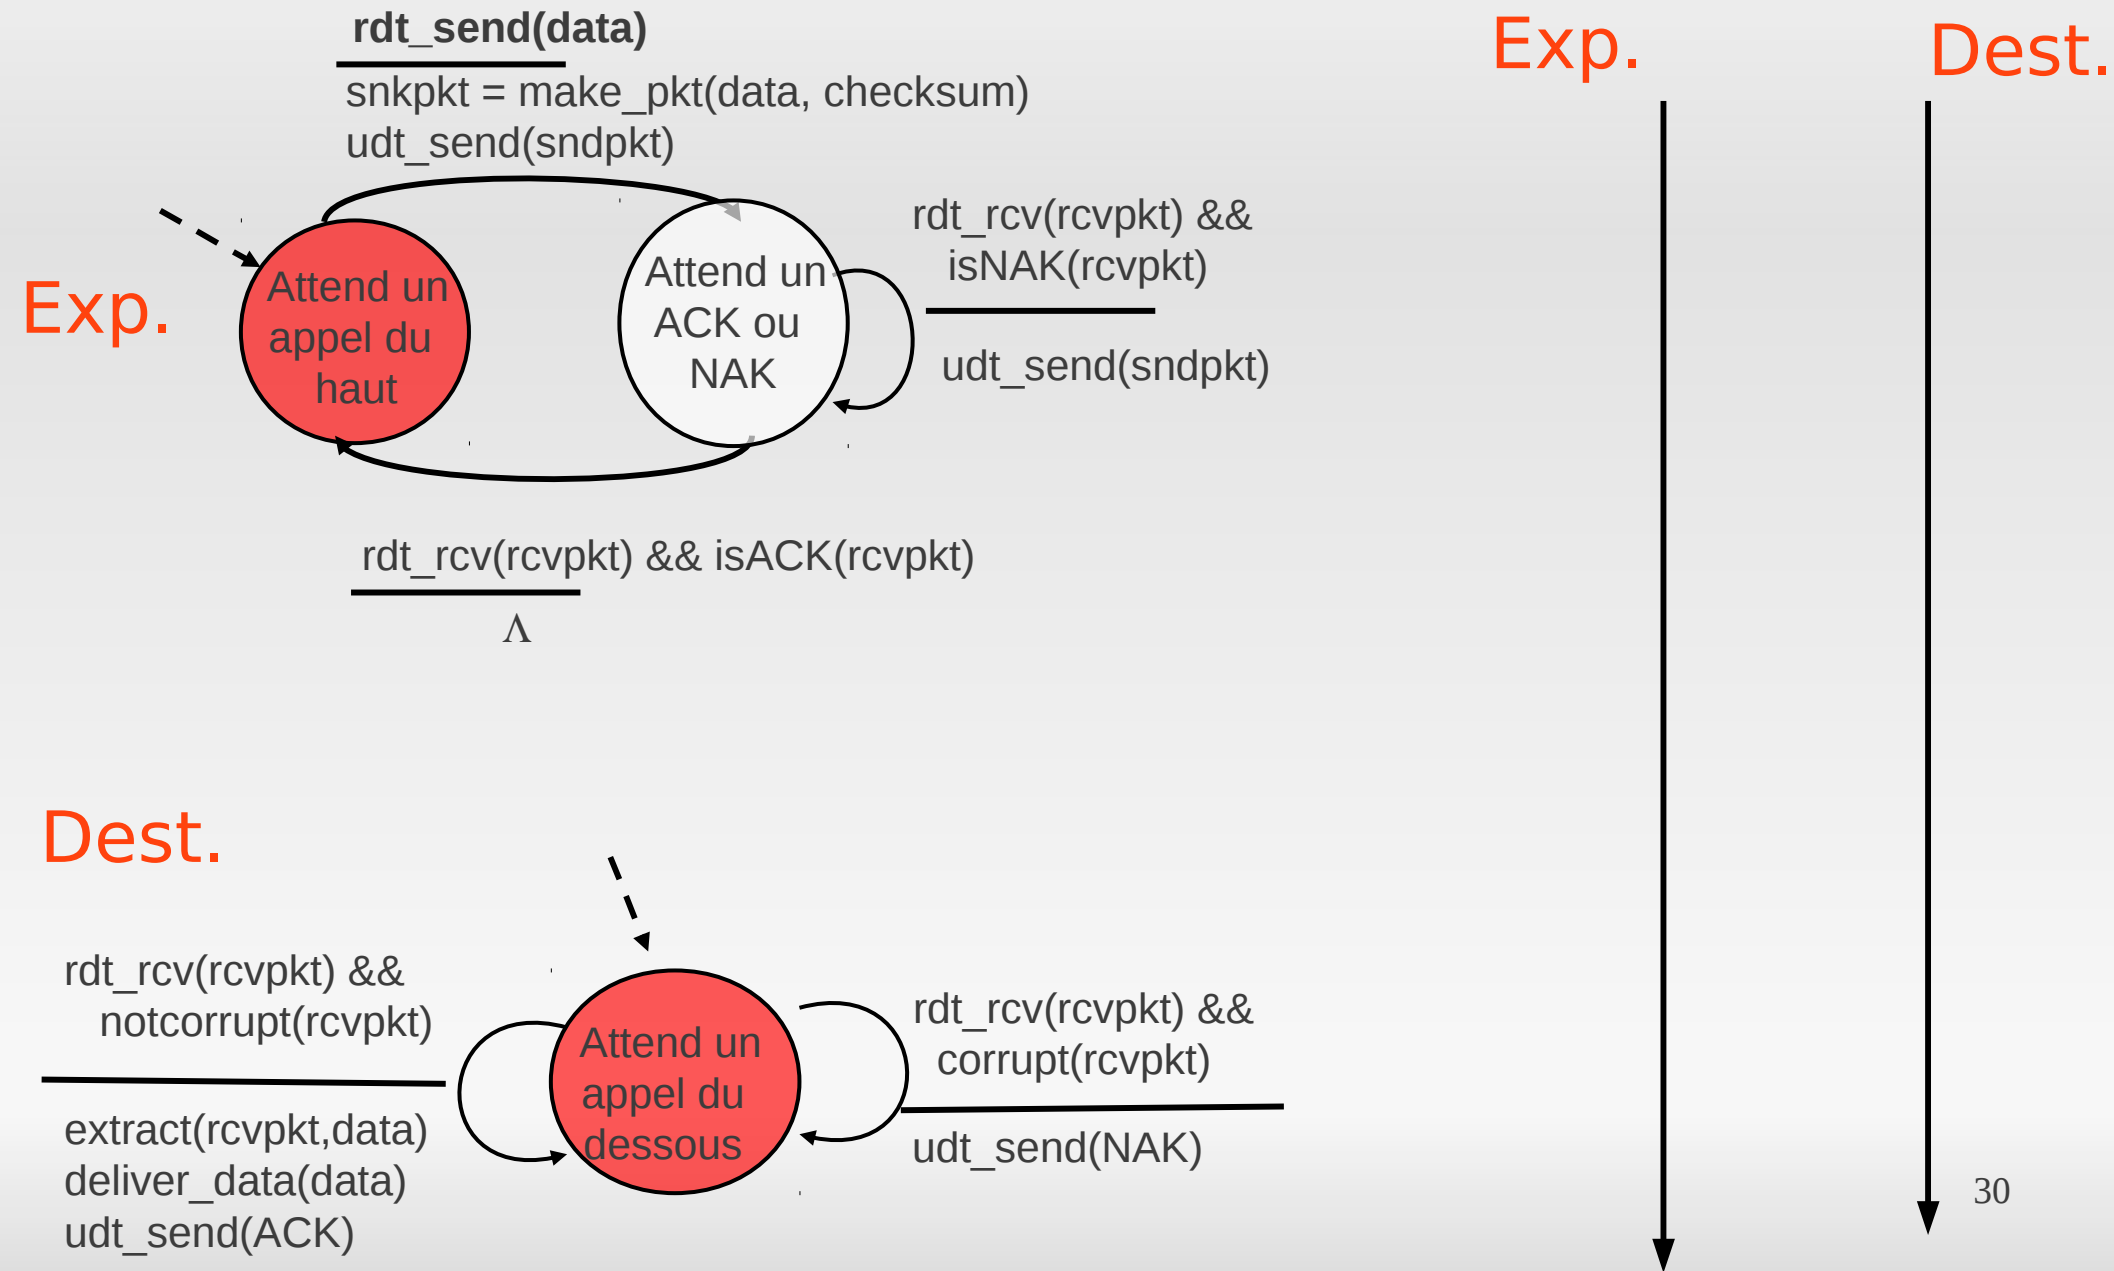 rdt_send(data)
snkpkt = make_pkt(data, checksum)
udt_send(sndpkt)
Exp.
Attend un
appel du
haut
Attend un
ACK ou
NAK
rdt_rcv(rcvpkt) &&
isNAK(rcvpkt)
udt_send(sndpkt)
rdt_rcv(rcvpkt) && isACK(rcvpkt)
Λ
Dest.
rdt_rcv(rcvpkt) &&
notcorrupt(rcvpkt)
extract(rcvpkt,data)
deliver_data(data)
udt_send(ACK)
Attend un
appel du
dessous
rdt_rcv(rcvpkt) &&
corrupt(rcvpkt)
udt_send(NAK)
Exp.
Dest.
30